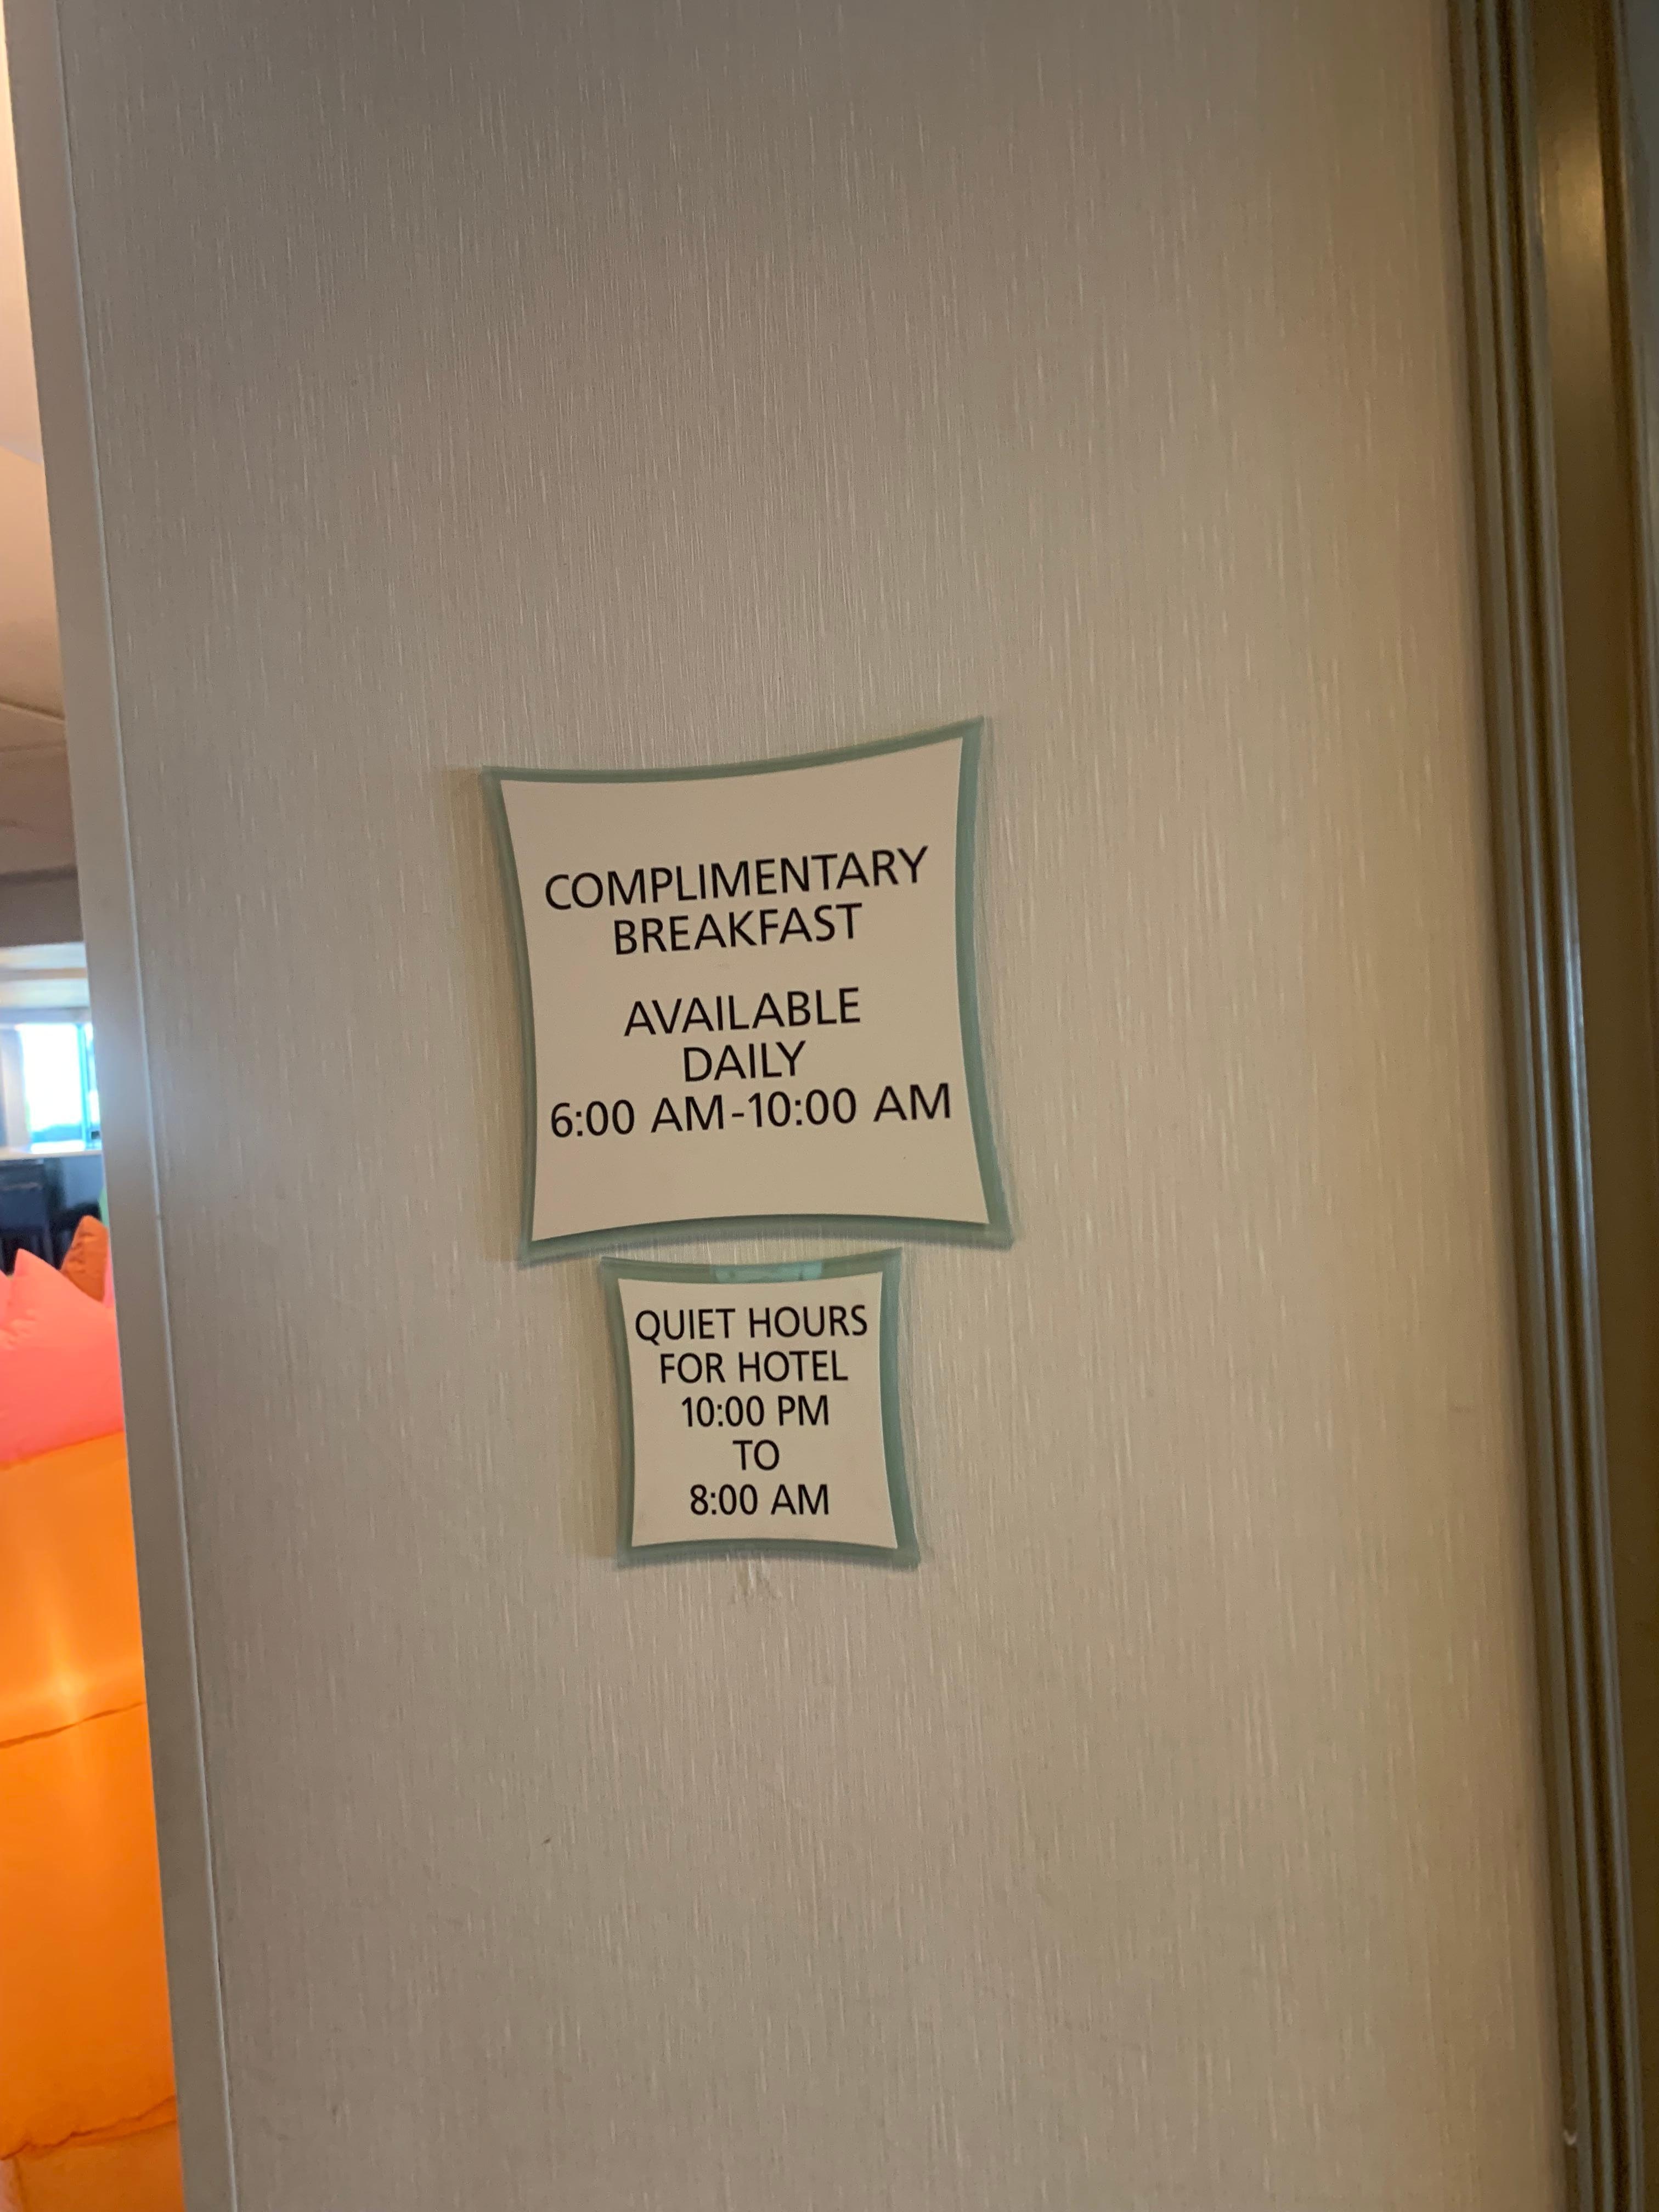 COMPLIMENTARY
BREAKFAST
AVAILABLE
DAILY
6:00 AM-10:00 AM
QUIET HOURS
FOR HOTEL
10:00 PM
TO
8:00 AM